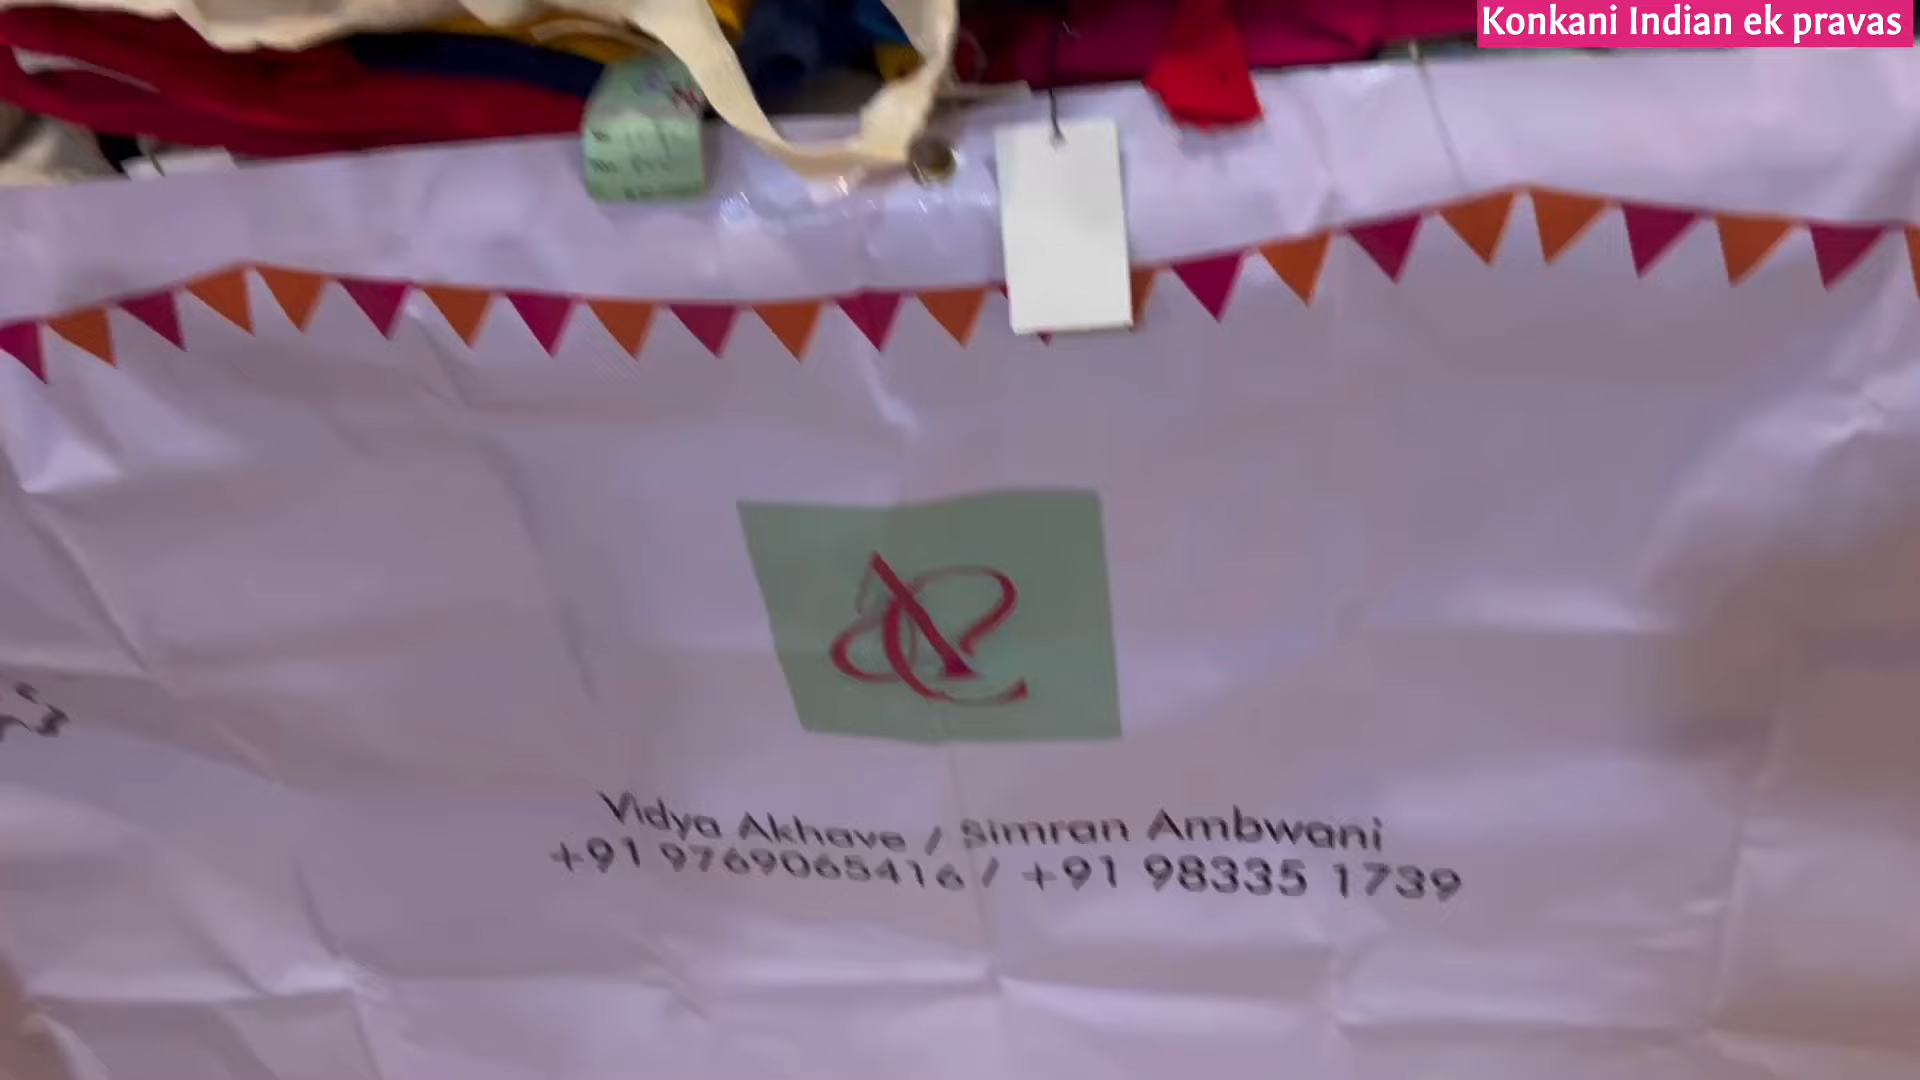 Konkani Indian ek pravas
Vidya Akhave / Simran Ambwani
+91 9769065416 / +91 98335 1739